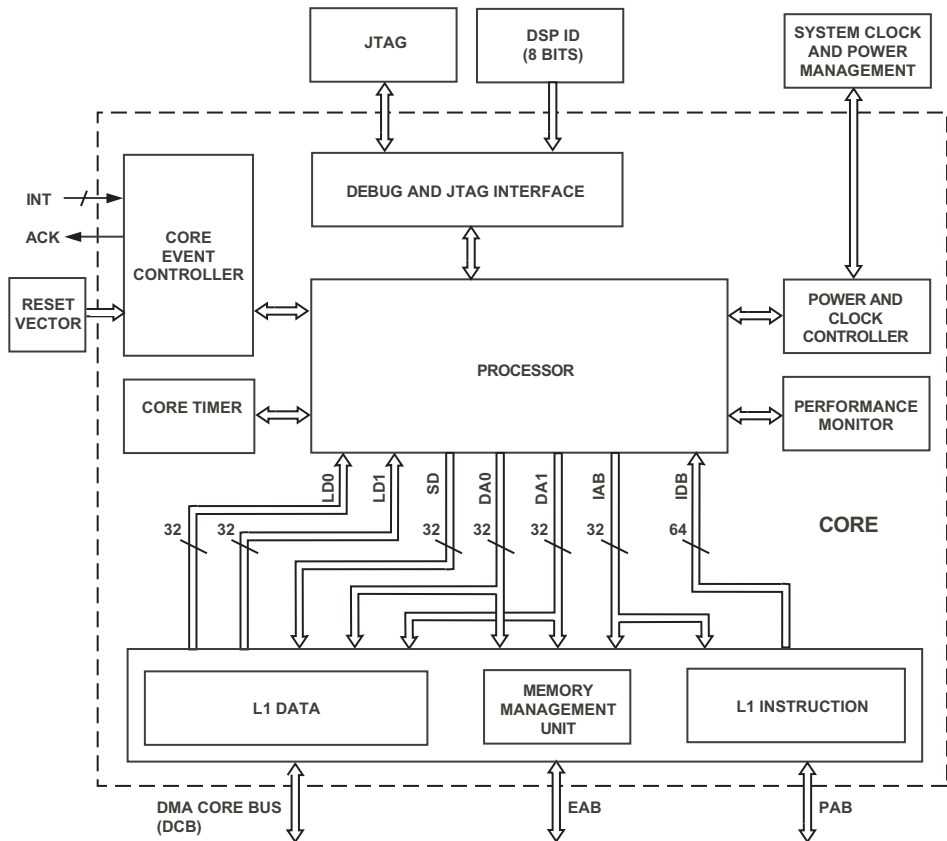 JTAG
DSP ID
(8 BITS)
SYSTEM CLOCK
AND POWER
MANAGEMENT
DEBUG AND JTAG INTERFACE
INT
ACK
CORE
EVENT
CONTROLLER
RESET
VECTOR
POWER AND
CLOCK
CONTROLLER
PROCESSOR
CORE TIMER
PERFORMANCE
MONITOR
LD0
LD1
SD
DA0
DA1
IAB
IDB
32
32
32
32
32
32
64
CORE
L1 DATA
MEMORY
MANAGEMENT
UNIT
L1 INSTRUCTION
DMA CORE BUS
(DCB)
EAB
PAB